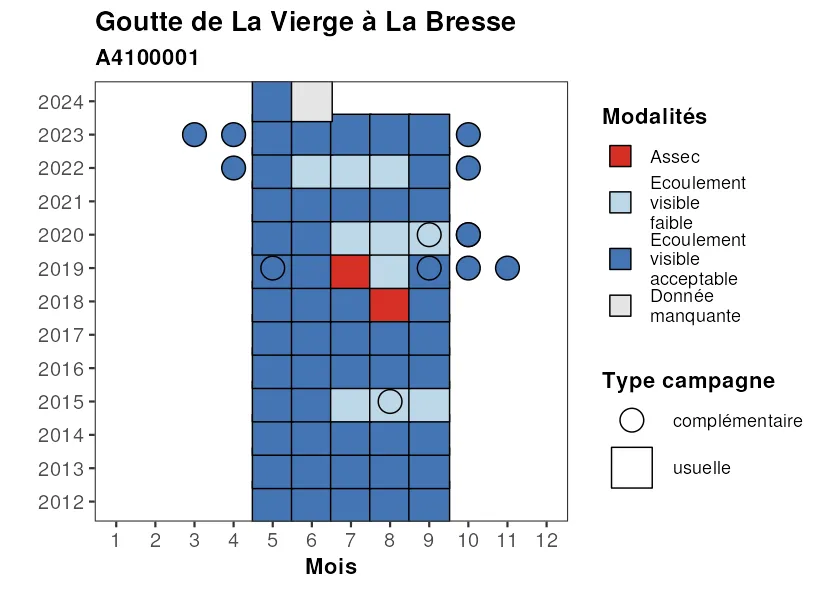 Goutte de La Vierge à La Bresse
A4100001
2024
2023
2022
2021
2020
2019
2018
2017
2016
2015
2014
2013
2012
1 2 3 4 5 6 7 8 9 10 11 12
Mois
Modalités
Assec
Ecoulement
visible
faible
Ecoulement
visible
acceptable
Donnée
manquante
Type campagne
complémentaire
usuelle